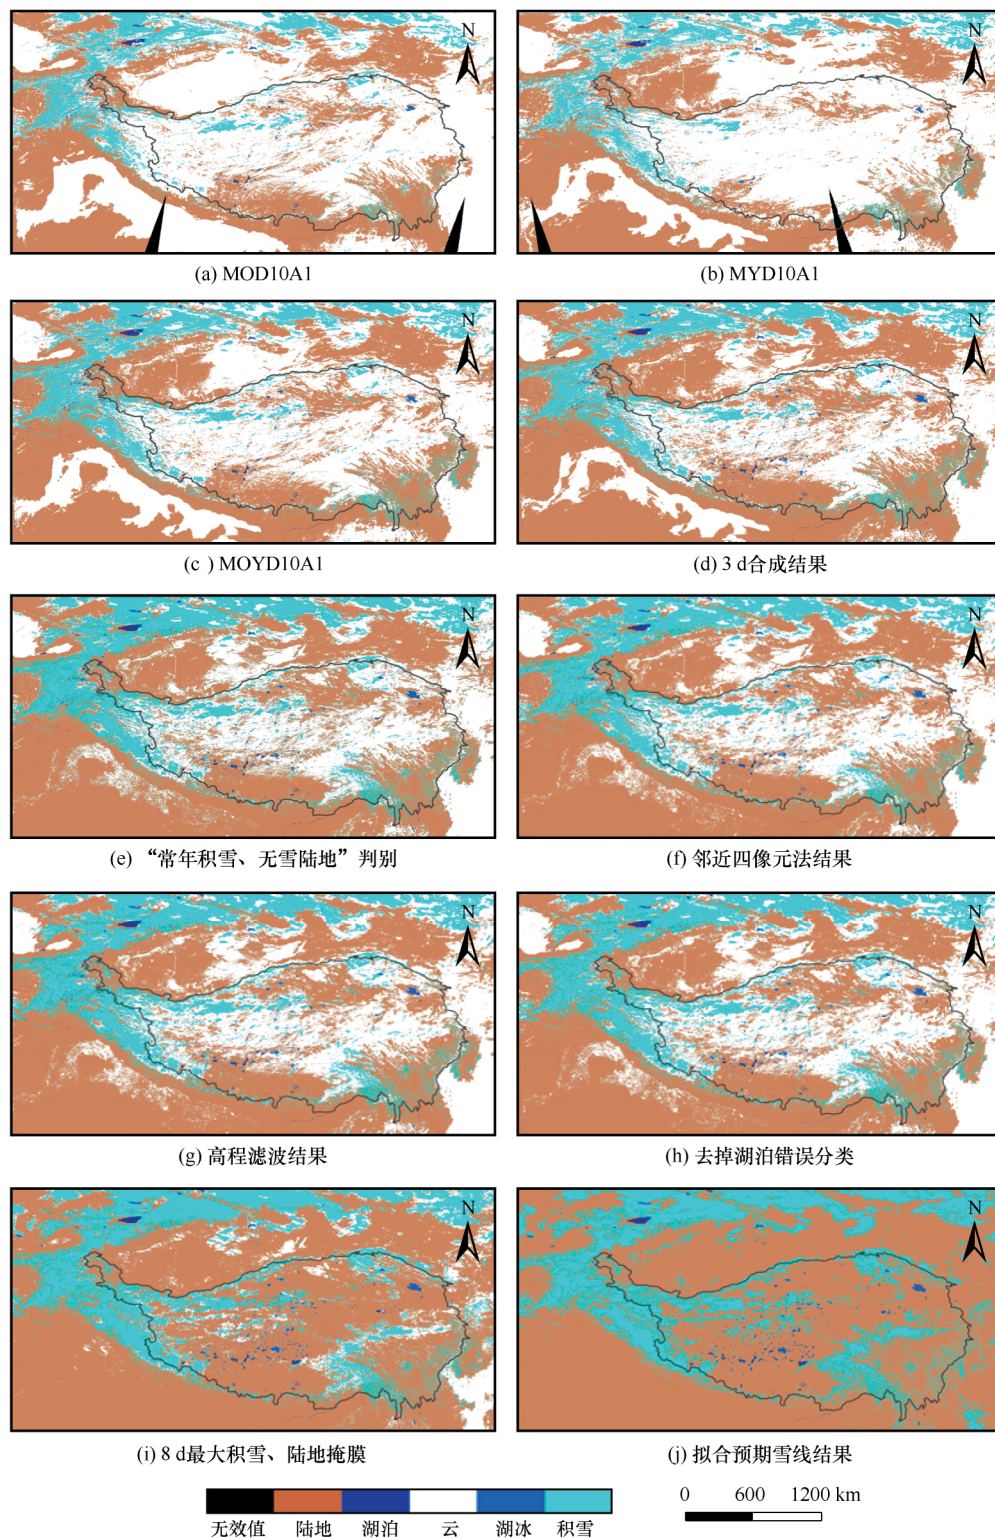 N
N
(a) MOD10A1
(b) MYD10A1
N
N
(c ) MOYD10A1
(d) 3 d合成结果
N
N
(e) “常年积雪、无雪陆地”判别
(f) 邻近四像元法结果
N
N
(g) 高程滤波结果
(h) 去掉湖泊错误分类
N
N
(i) 8 d最大积雪、陆地掩膜
(j) 拟合预期雪线结果
0 600 1200 km
无效值 陆地 湖泊 云 湖冰 积雪